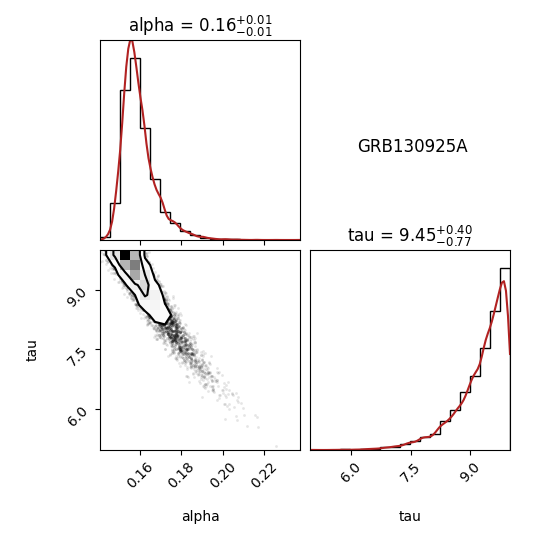 alpha = 0.16+0.01−0.01
GRB130925A
tau = 9.45+0.40−0.77
tau
9.0
7.5
6.0
0.16 0.18 0.20 0.22
6.0 7.5 9.0
alpha
tau